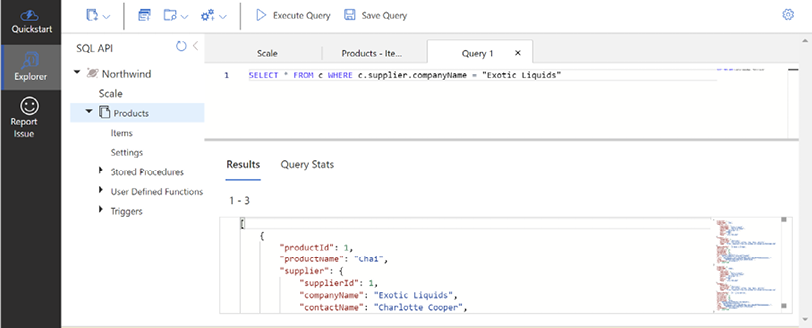 Quickstart
Explorer
Report
Issue
Execute Query
Save Query
SQL API
Northwind
Scale
Products
Items
Settings
Stored Procedures
User Defined Functions
Triggers
Scale
Products - Ite...
Query 1
1 SELECT * FROM c WHERE c.supplier.companyName = "Exotic Liquids"
Results
Query Stats
1 - 3
[
{
"productId": 1,
"productName": "Chai",
"supplier": {
"supplierId": 1,
"companyName": "Exotic Liquids",
"contactName": "Charlotte Cooper",